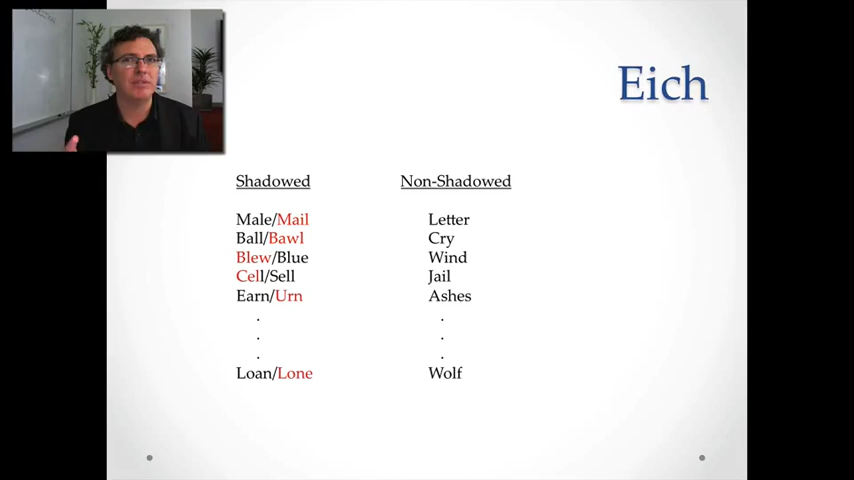 Eich
Shadowed Non-Shadowed
Male/Mail Letter
Ball/Bawl Cry
Blew/Blue Wind
Cell/Sell Jail
Earn/Urn Ashes
. .
. .
. .
Loan/Lone Wolf